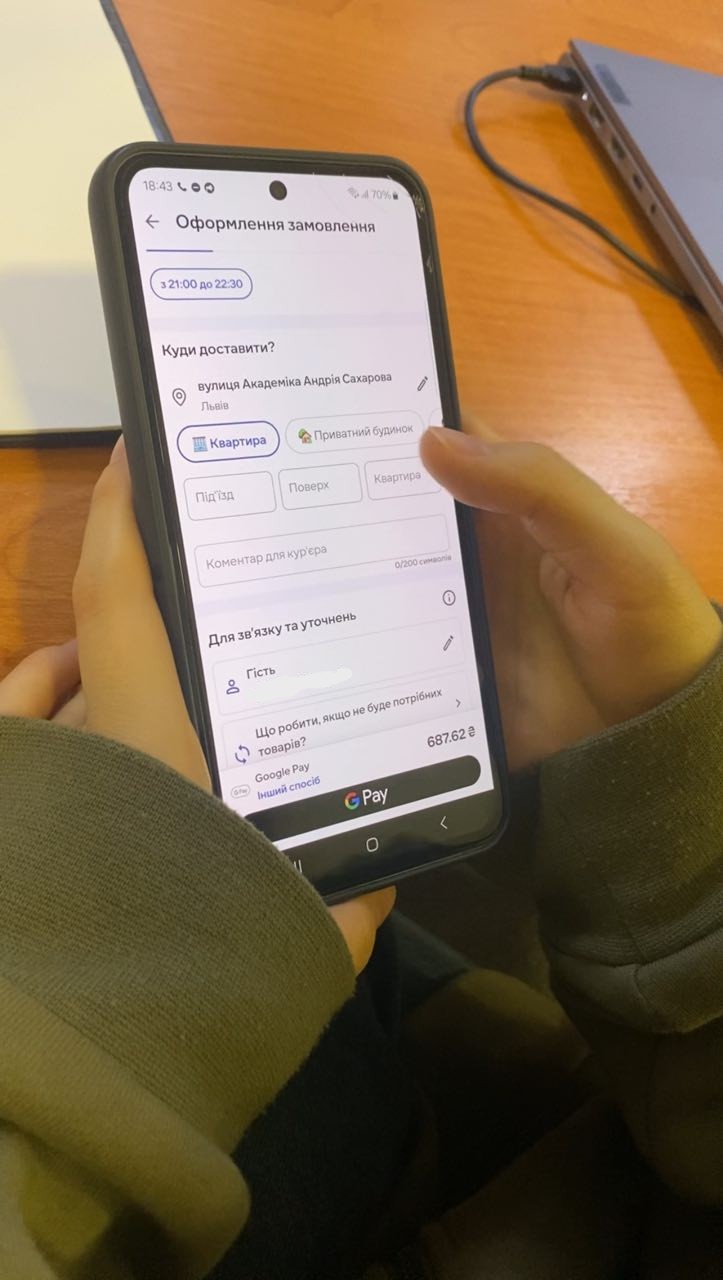 18:43
70%
Оформлення замовлення
з 21:00 до 22:30
Куди доставити?
вулиця Академіка Андрія Сахарова
Львів
Квартира
Приватний будинок
Під'їзд
Поверх
Квартира
Коментар для кур'єра
0/200 символів
Для зв'язку та уточнень
Гість
Що робити, якщо не буде потрібних
товарів?
687.62 ₴
G Pay
Google Pay
Інший спосіб
G Pay